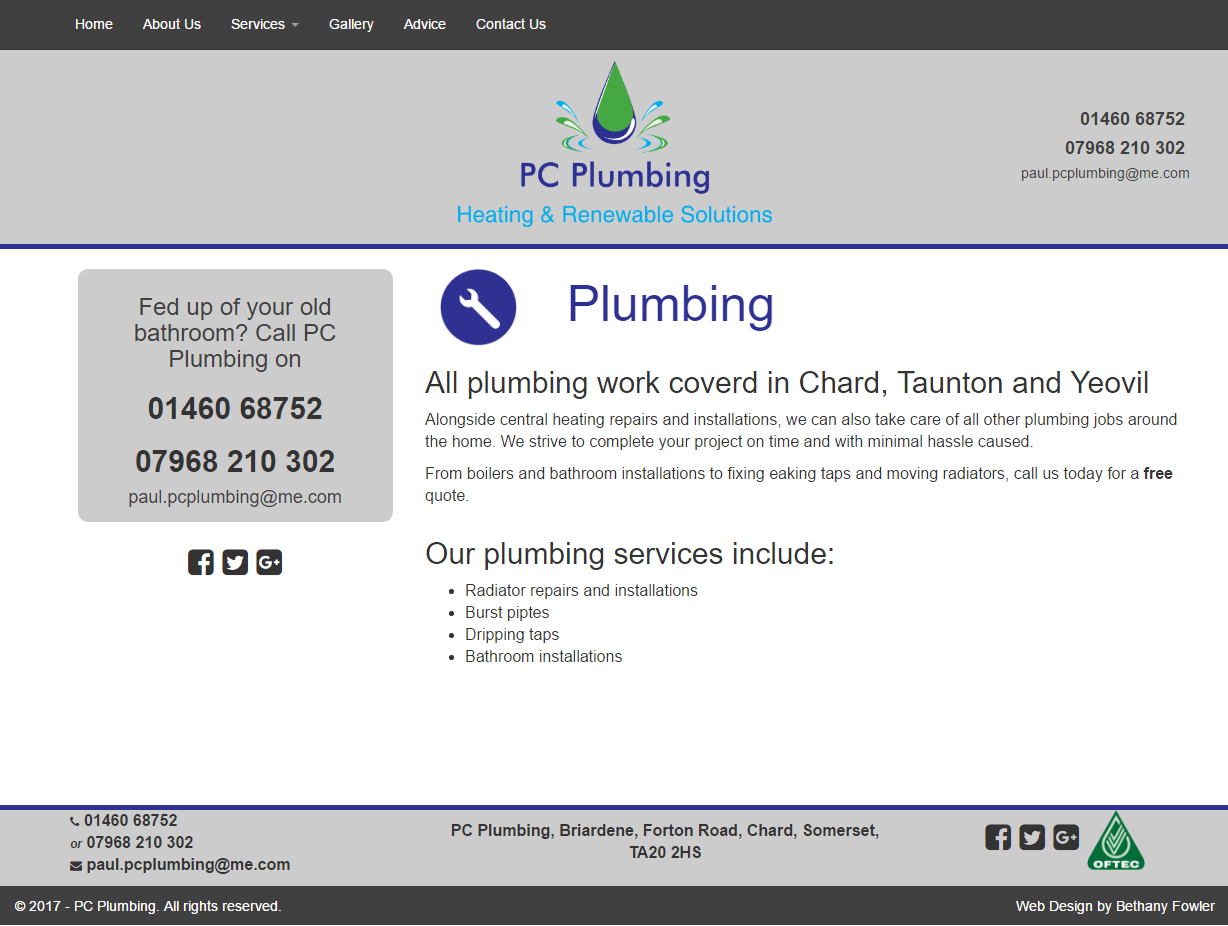 Home About Us Services Gallery Advice Contact Us
PC Plumbing
Heating & Renewable Solutions
01460 68752
07968 210 302
paul.pcplumbing@me.com
Fed up of your old
bathroom? Call PC
Plumbing on
01460 68752
07968 210 302
paul.pcplumbing@me.com
Plumbing
All plumbing work coverd in Chard, Taunton and Yeovil
Alongside central heating repairs and installations, we can also take care of all other plumbing jobs around
the home. We strive to complete your project on time and with minimal hassle caused.
From boilers and bathroom installations to fixing eaking taps and moving radiators, call us today for a free
quote.
Our plumbing services include:
Radiator repairs and installations
Burst piptes
Dripping taps
Bathroom installations
01460 68752
or 07968 210 302
paul.pcplumbing@me.com
PC Plumbing, Briardene, Forton Road, Chard, Somerset,
TA20 2HS
G+
OFTEC
© 2017 - PC Plumbing. All rights reserved.
Web Design by Bethany Fowler